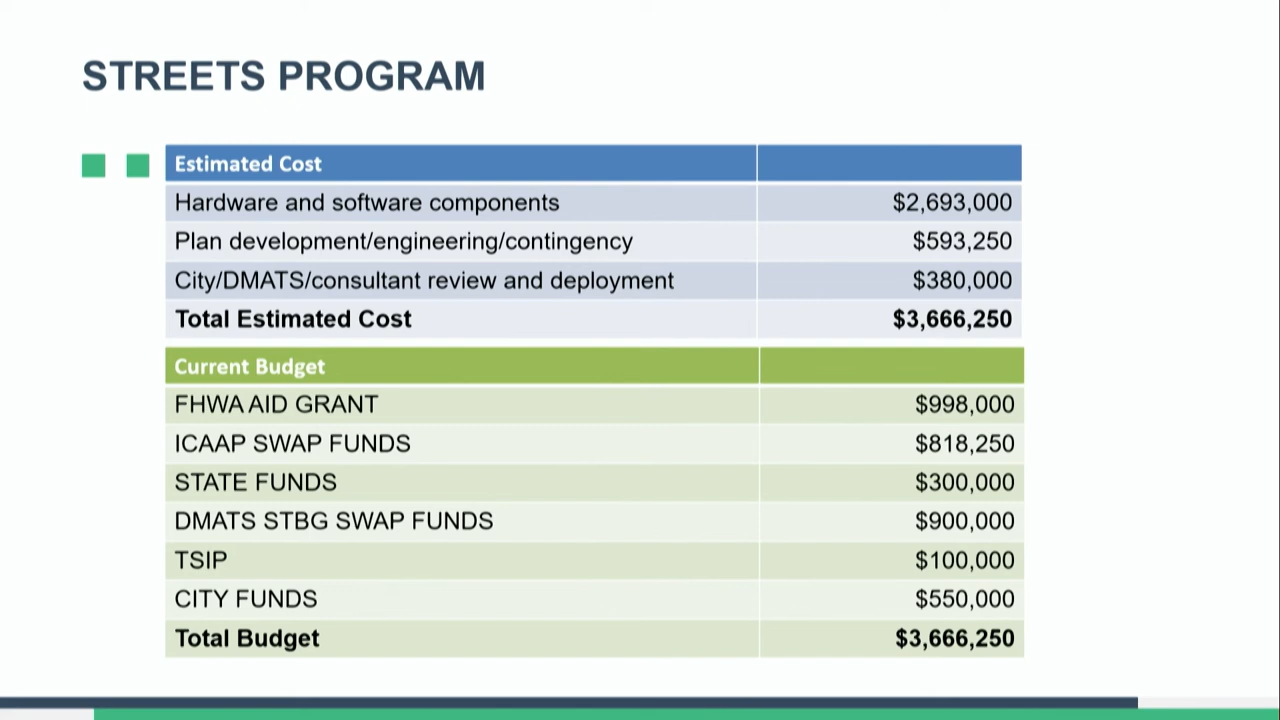 STREETS PROGRAM
Estimated Cost
Hardware and software components $2,693,000
Plan development/engineering/contingency $593,250
City/DMATS/consultant review and deployment $380,000
Total Estimated Cost $3,666,250
Current Budget
FHWA AID GRANT $998,000
ICAAP SWAP FUNDS $818,250
STATE FUNDS $300,000
DMATS STBG SWAP FUNDS $900,000
TSIP $100,000
CITY FUNDS $550,000
Total Budget $3,666,250